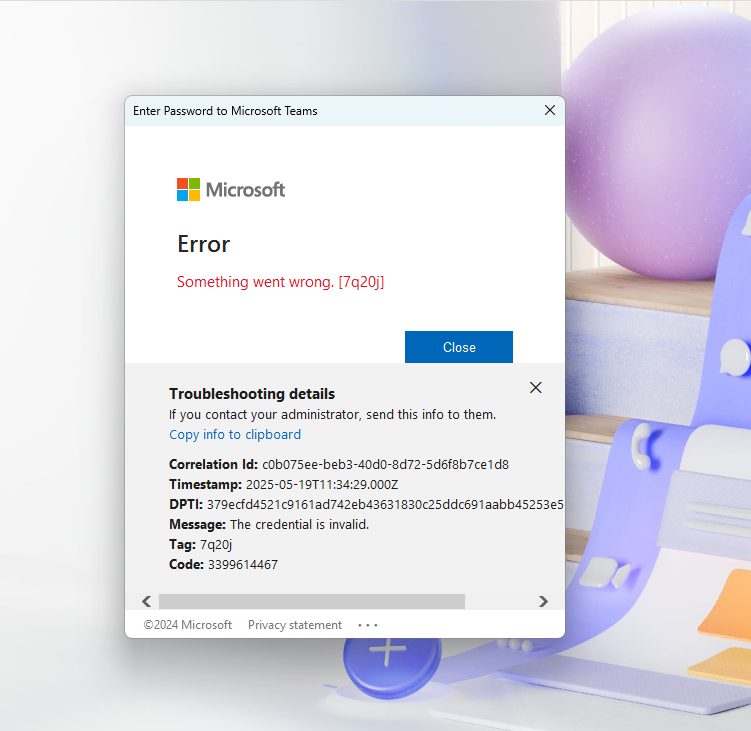 Enter Password to Microsoft Teams
Microsoft
Error
Something went wrong. [7q20j]
Close
Troubleshooting details
If you contact your administrator, send this info to them.
Copy info to clipboard
Correlation Id: c0b075ee-beb3-40d0-8d72-5d6f8b7ce1d8
Timestamp: 2025-05-19T11:34:29.000Z
DPTI: 379ecfd4521c9161ad742eb43631830c25ddc691aabb45253e5
Message: The credential is invalid.
Tag: 7q20j
Code: 3399614467
©2024 Microsoft Privacy statement ...